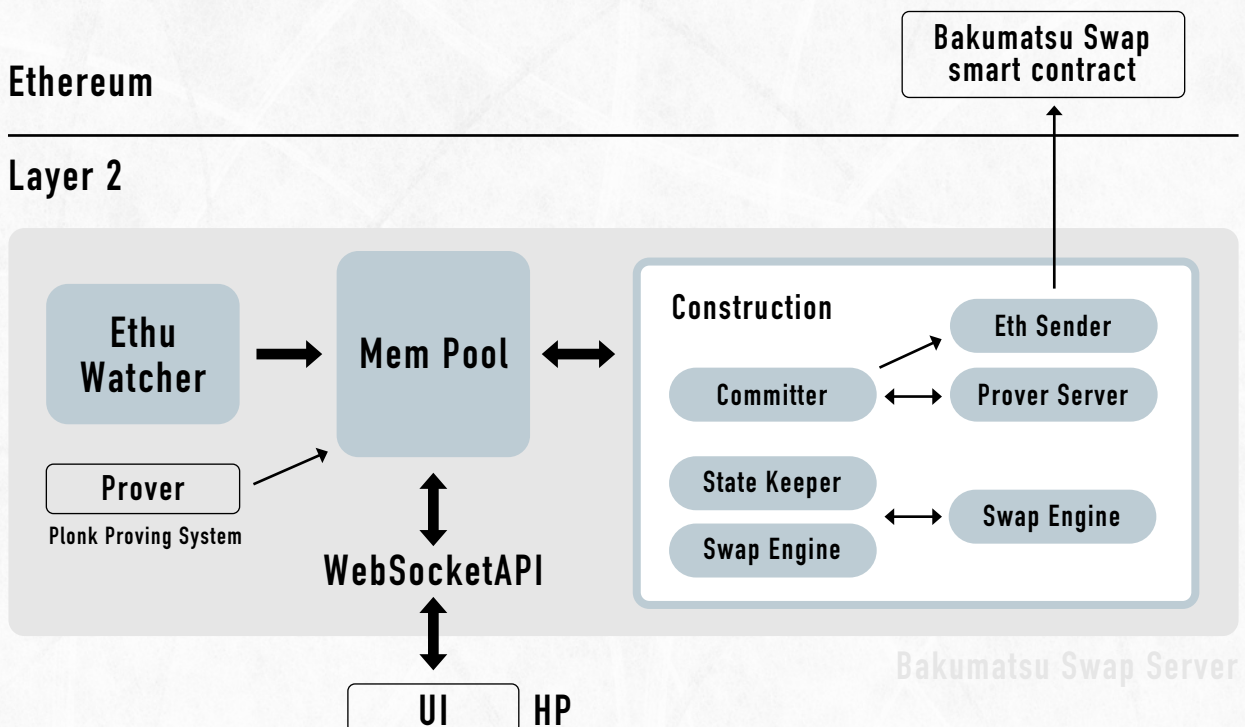 Bakumatsu Swap
smart contract
Ethereum
Layer 2
Ethu
Watcher
Mem Pool
Construction
Eth Sender
Committer
Prover Server
Prover
Plonk Proving System
State Keeper
Swap Engine
Swap Engine
WebSocketAPI
Bakumatsu Swap Server
UI
HP